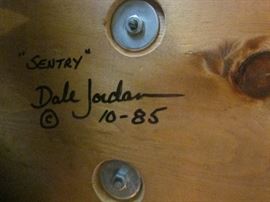 "SENTRY"
Dale Jordan
© 10-85